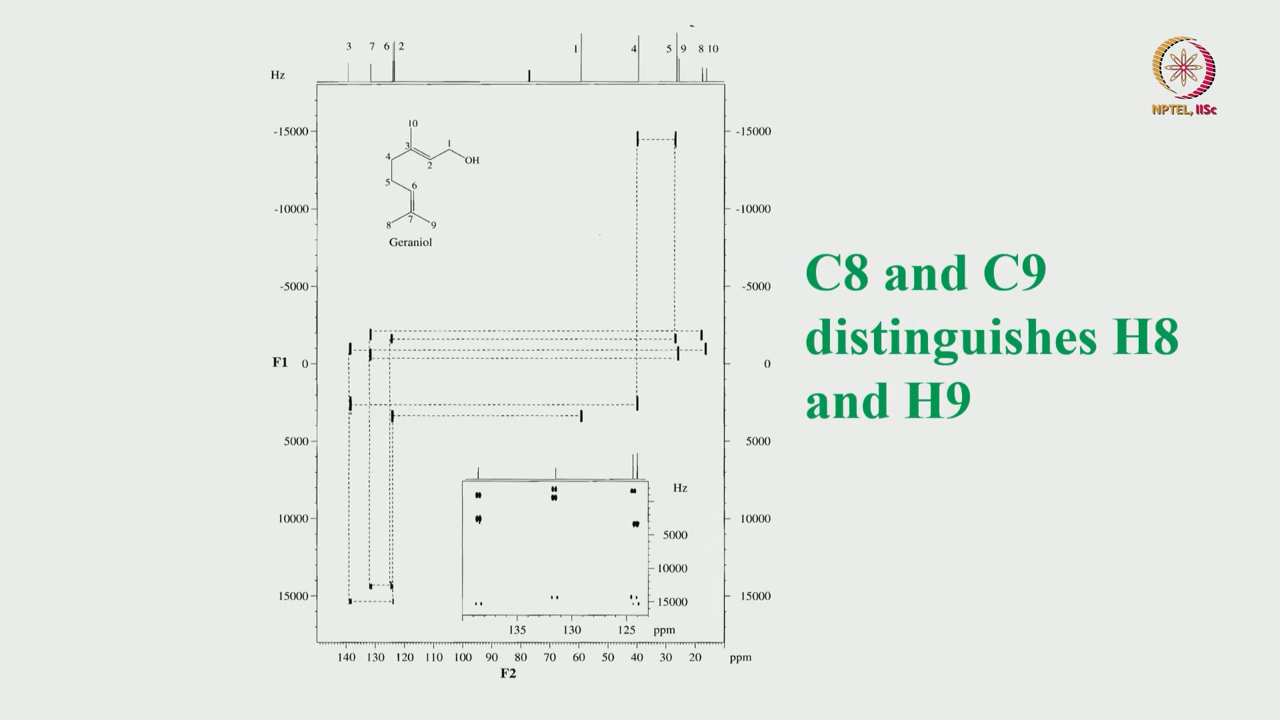 3 7 6 2 1 4 5 9 8 10
Hz
-15000 -15000
10
3 1
4
2 OH
5 6
-10000 -10000
7
8 9
Geraniol
C8 and C9
-5000 -5000
distinguishes H8
F1 0 0
and H9
5000 5000
Hz
10000 10000
5000
10000
15000 15000
15000
135 130 125 ppm
140 130 120 110 100 90 80 70 60 50 40 30 20 ppm
F2
NPTEL, IISc